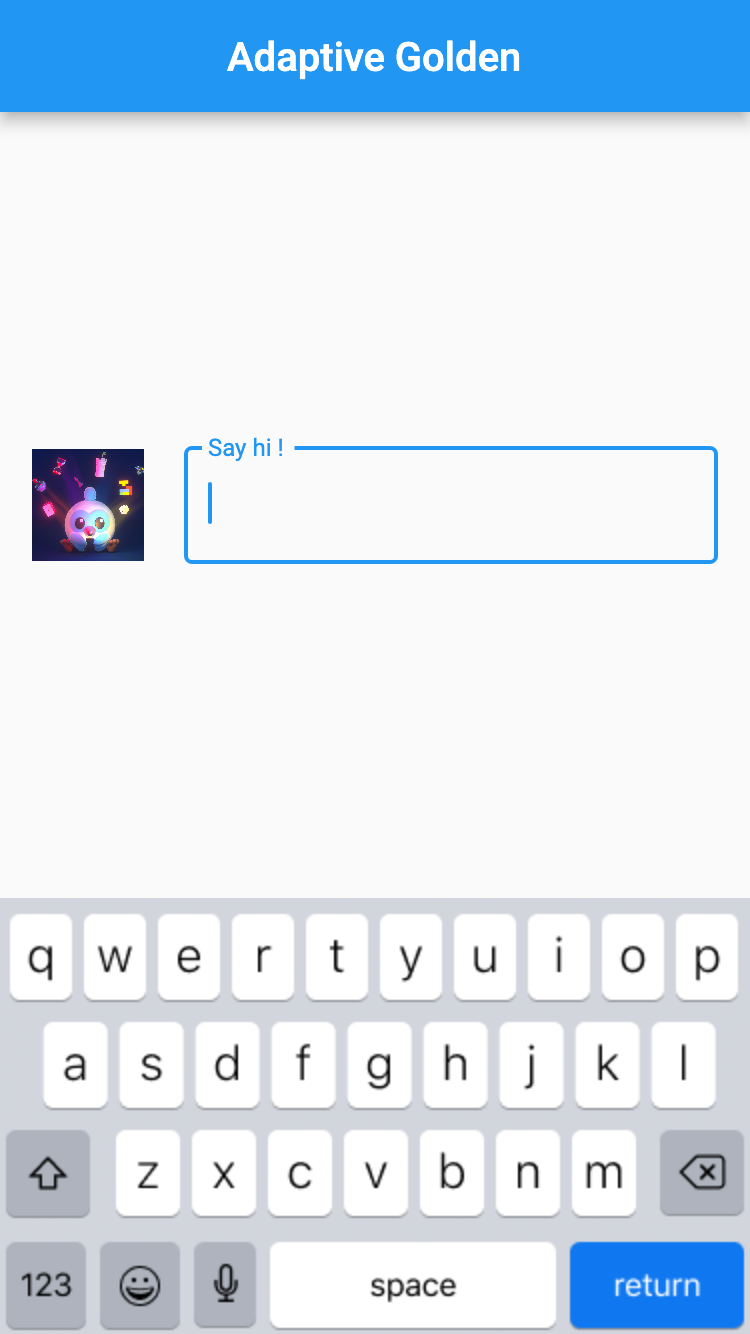 Adaptive Golden
Say hi !
q w e r t y u i o p
a s d f g h j k l
z x c v b n m
123 space return